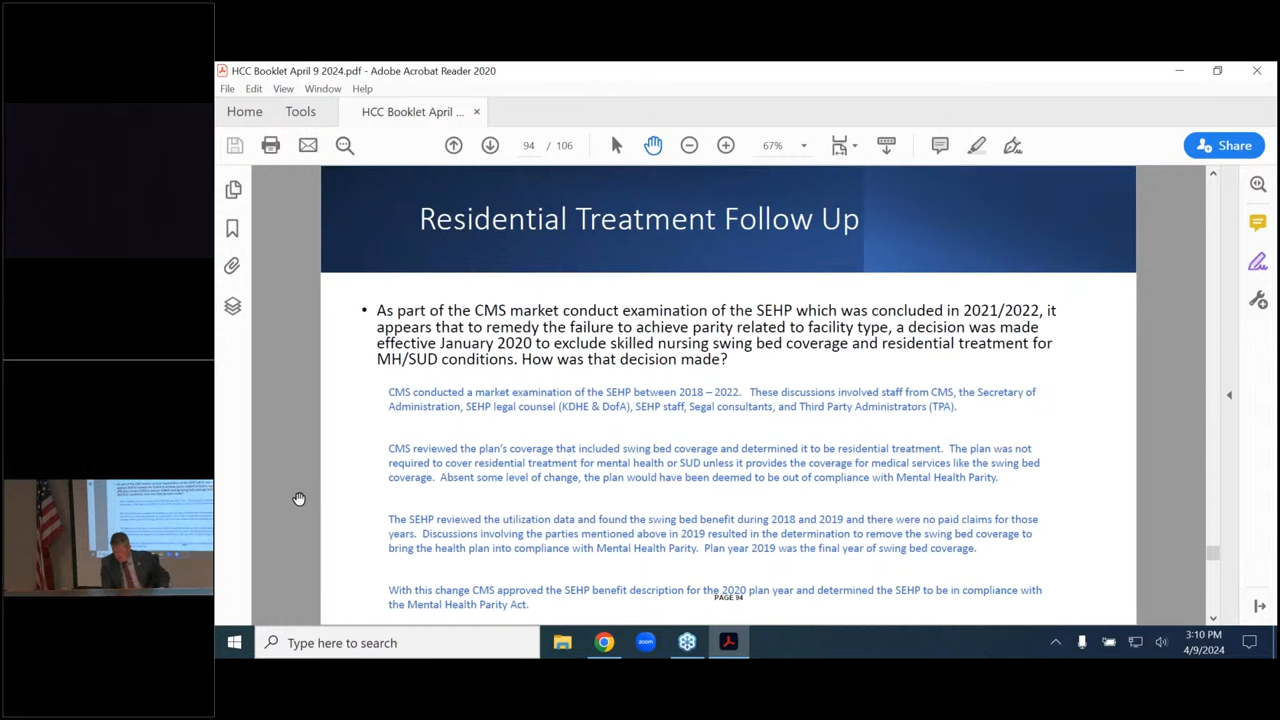 HCC Booklet April 9 2024.pdf - Adobe Acrobat Reader 2020
File Edit View Window Help
Home Tools HCC Booklet April ... ×
94 / 106 67% Share
Residential Treatment Follow Up
• As part of the CMS market conduct examination of the SEHP which was concluded in 2021/2022, it
appears that to remedy the failure to achieve parity related to facility type, a decision was made
effective January 2020 to exclude skilled nursing swing bed coverage and residential treatment for
MH/SUD conditions. How was that decision made?
CMS conducted a market examination of the SEHP between 2018 – 2022. These discussions involved staff from CMS, the Secretary of
Administration, SEHP legal counsel (KDHE & DofA), SEHP staff, Segal consultants, and Third Party Administrators (TPA).
CMS reviewed the plan's coverage that included swing bed coverage and determined it to be residential treatment. The plan was not
required to cover residential treatment for mental health or SUD unless it provides the coverage for medical services like the swing bed
coverage. Absent some level of change, the plan would have been deemed to be out of compliance with Mental Health Parity.
The SEHP reviewed the utilization data and found the swing bed benefit during 2018 and 2019 and there were no paid claims for those
years. Discussions involving the parties mentioned above in 2019 resulted in the determination to remove the swing bed coverage to
bring the health plan into compliance with Mental Health Parity. Plan year 2019 was the final year of swing bed coverage.
With this change CMS approved the SEHP benefit description for the 2020 plan year and determined the SEHP to be in compliance with
the Mental Health Parity Act.
PAGE 94
Type here to search
zoom
3:10 PM
4/9/2024